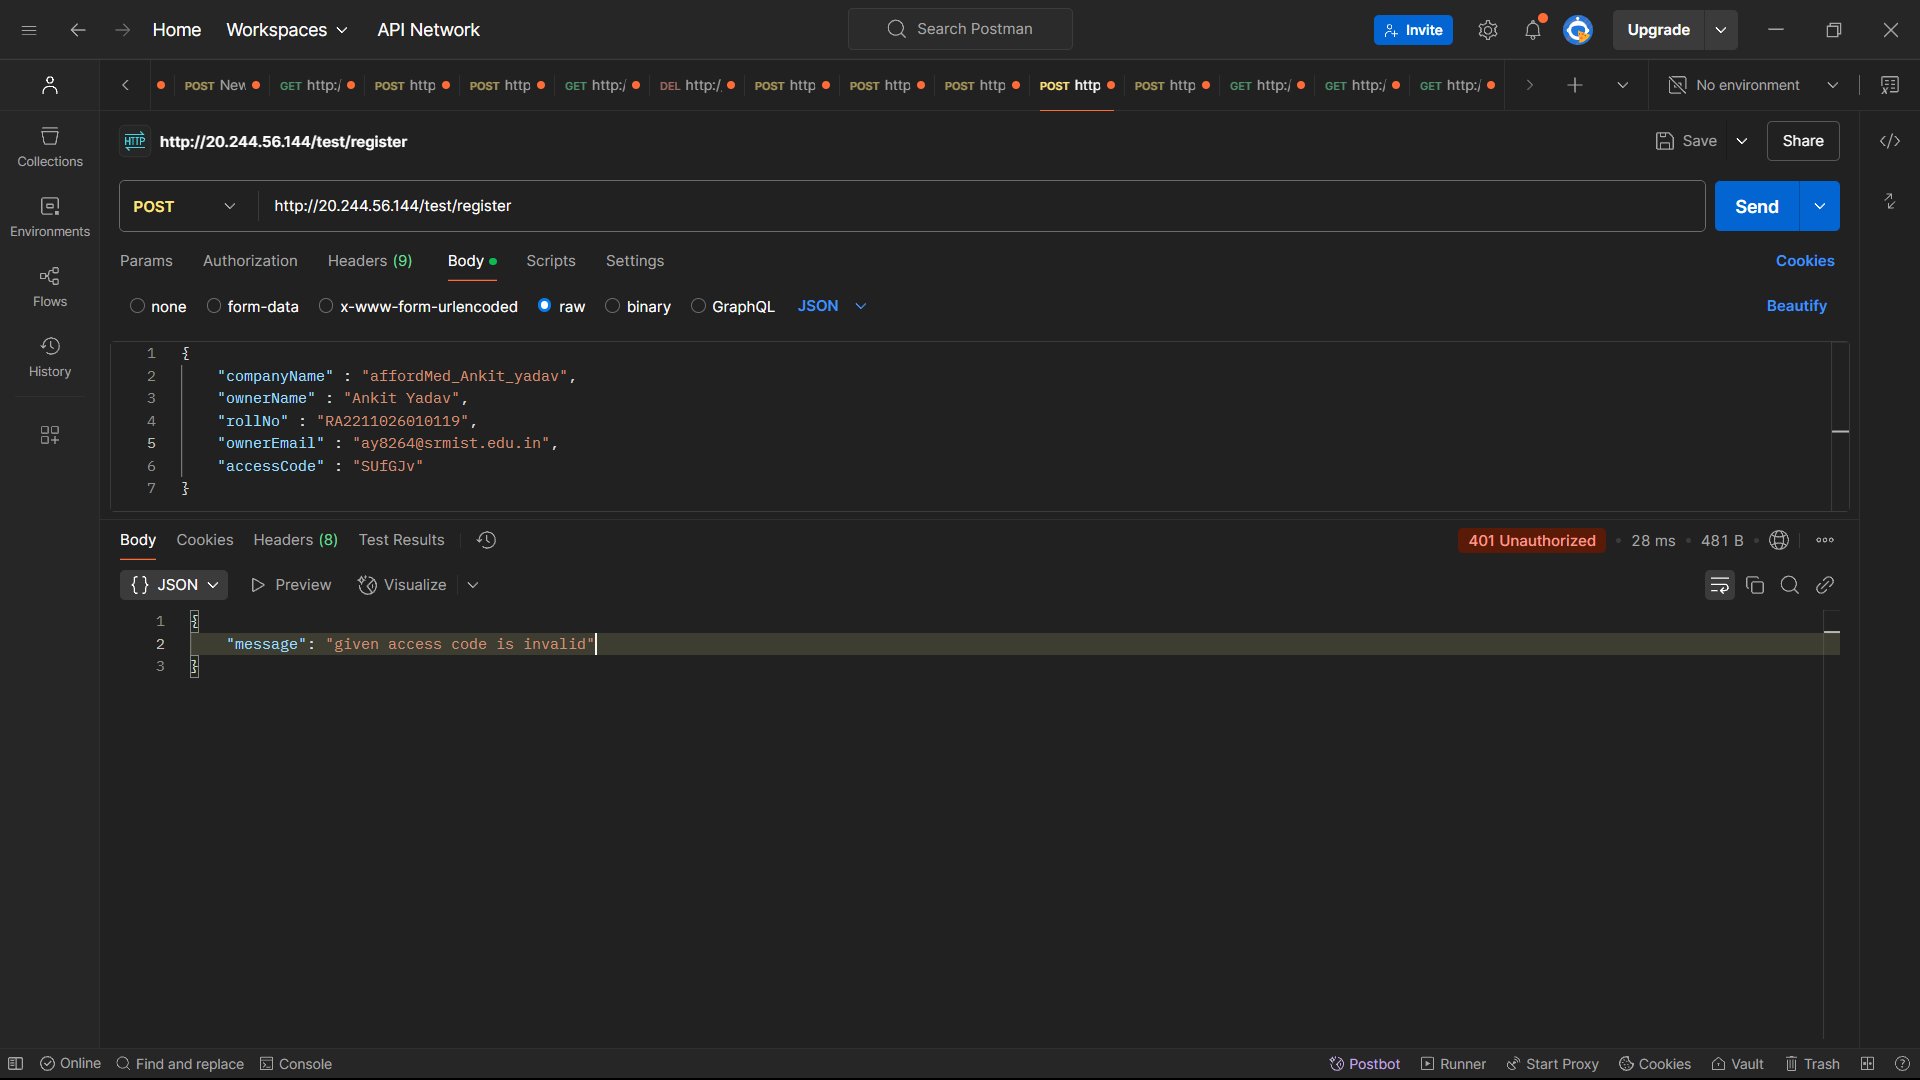 Home Workspaces API Network Search Postman Invite Upgrade
POST New GET http:/ POST http POST http GET http:/ DEL http:/ POST http POST http POST http POST http POST http GET http:/ GET http:/ GET http:/ No environment
HTTP http://20.244.56.144/test/register Save Share
Collections
Environments
Flows
History
POST http://20.244.56.144/test/register Send
Params Authorization Headers (9) Body Scripts Settings Cookies
none form-data x-www-form-urlencoded raw binary GraphQL JSON Beautify
1 {
2 "companyName" : "affordMed_Ankit_yadav",
3 "ownerName" : "Ankit Yadav",
4 "rollNo" : "RA2211026010119",
5 "ownerEmail" : "ay8264@srmist.edu.in",
6 "accessCode" : "SUfGJv"
7 }
Body Cookies Headers (8) Test Results 401 Unauthorized 28 ms 481 B
{} JSON Preview Visualize
1 {
2 "message": "given access code is invalid"
3 }
Online Find and replace Console Postbot Runner Start Proxy Cookies Vault Trash